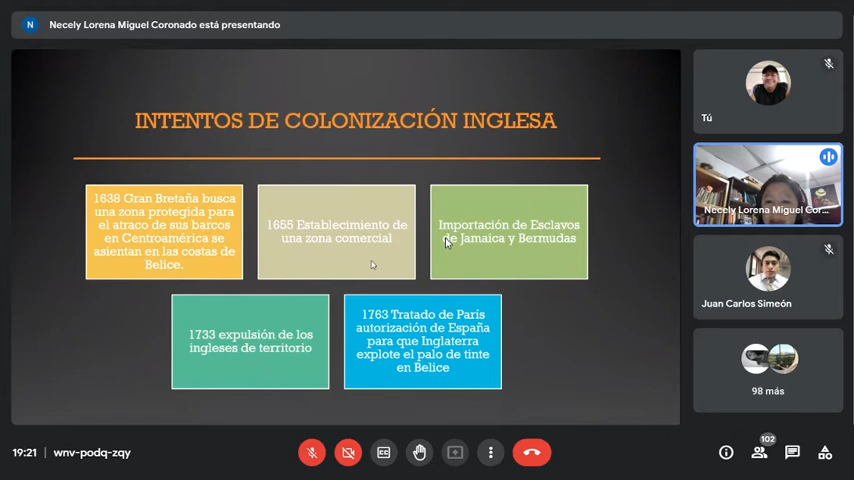 N Necely Lorena Miguel Coronado está presentando
INTENTOS DE COLONIZACIÓN INGLESA
1638 Gran Bretaña busca
una zona protegida para
el atraco de sus barcos
en Centroamérica se
asientan en las costas de
Belice.
1655 Establecimiento de
una zona comercial
Importación de Esclavos
de Jamaica y Bermudas
1733 expulsión de los
ingleses de territorio
1763 Tratado de París
autorización de España
para que Inglaterra
explote el palo de tinte
en Belice
Tú
Necely Lorena Miguel Cor...
Juan Carlos Simeón
98 más
19:21 | wnv-podq-zqy
102